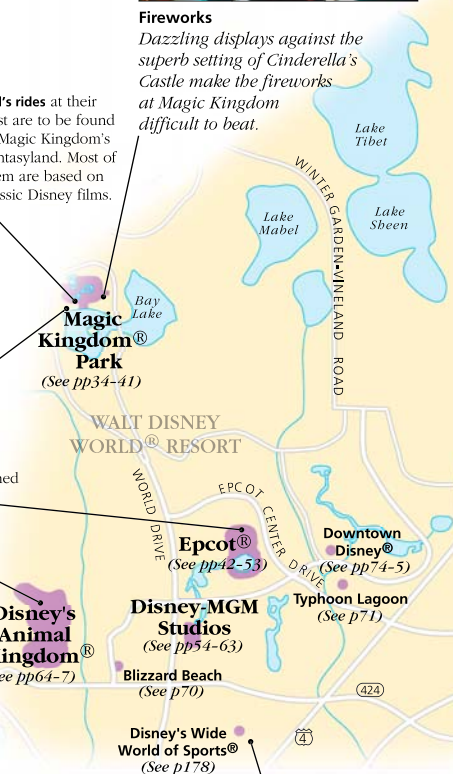 Fireworks
Dazzling displays against the
superb setting of Cinderella's
Castle make the fireworks
at Magic Kingdom
difficult to beat.
's rides at their
st are to be found
Magic Kingdom's
ntasyland. Most of
em are based on
ssic Disney films.
Lake
Tibet
Lake
Sheen
Lake
Mabel
WINTER GARDEN-VINELAND ROAD
Bay
Lake
Magic
Kingdom®
Park
(See pp34-41)
WALT DISNEY
WORLD® RESORT
ned
WORLD DRIVE
EPCOT CENTER DRIVE
Epcot®
(See pp42-53)
Downtown
Disney®
(See pp74-5)
Typhoon Lagoon
(See p71)
Disney-MGM
Studios
(See pp54-63)
Disney's
Animal
ingdom®
ee pp64-7)
Blizzard Beach
(See p70)
424
Disney's Wide
World of Sports®
(See p178)
4